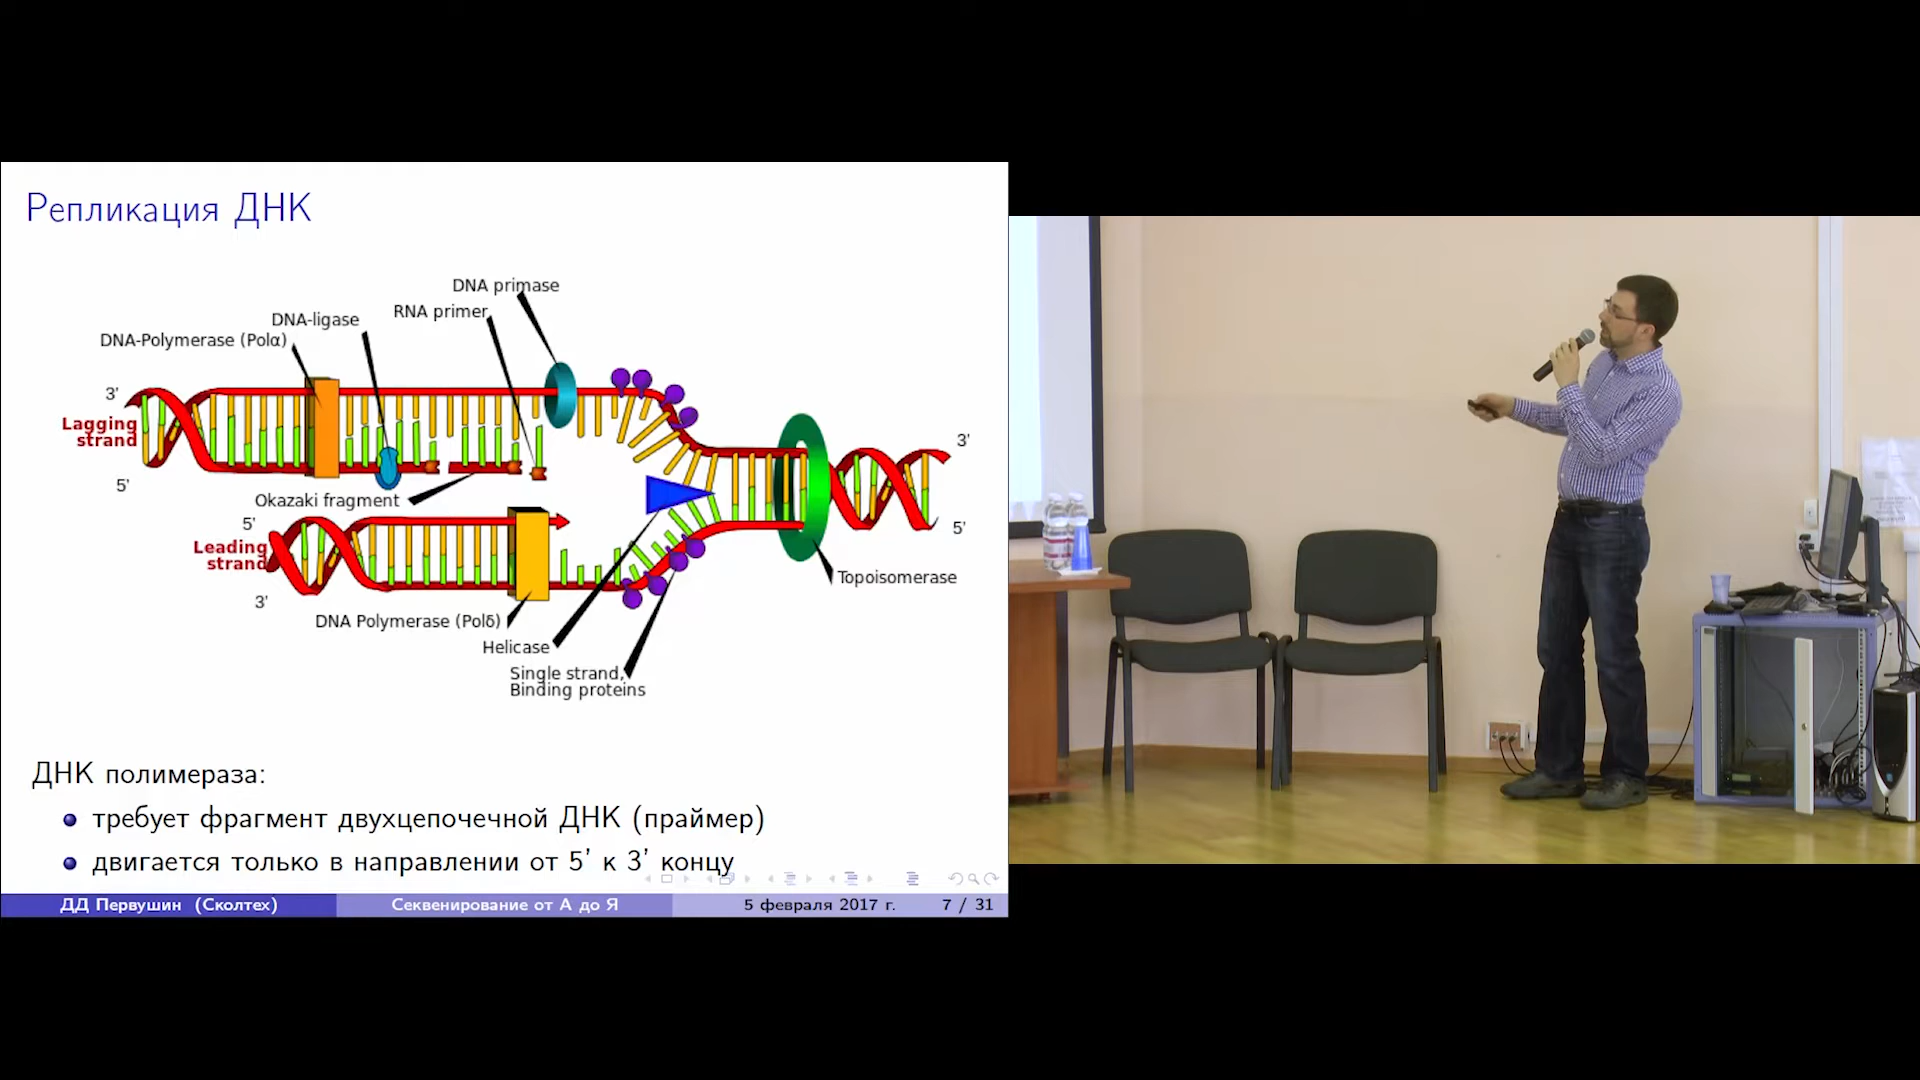 Репликация ДНК
DNA primase
RNA primer
DNA-ligase
DNA-Polymerase (Polα)
3’
Lagging
strand
5’
Okazaki fragment
5’
Leading
strand
3’
3’
5’
Topoisomerase
DNA Polymerase (Polδ)
Helicase
Single strand,
Binding proteins
ДНК полимераза:
требует фрагмент двухцепочечной ДНК (праймер)
двигается только в направлении от 5’ к 3’ концу
ДД Первушин (Сколтех) Секвенирование от А до Я 5 февраля 2017 г. 7 / 31